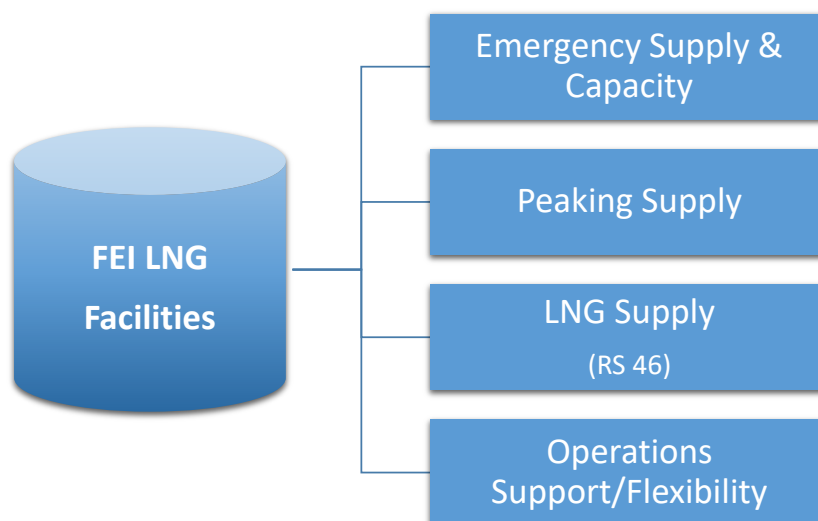 FEI LNG
Facilities
Emergency Supply &
Capacity
Peaking Supply
LNG Supply
(RS 46)
Operations
Support/Flexibility